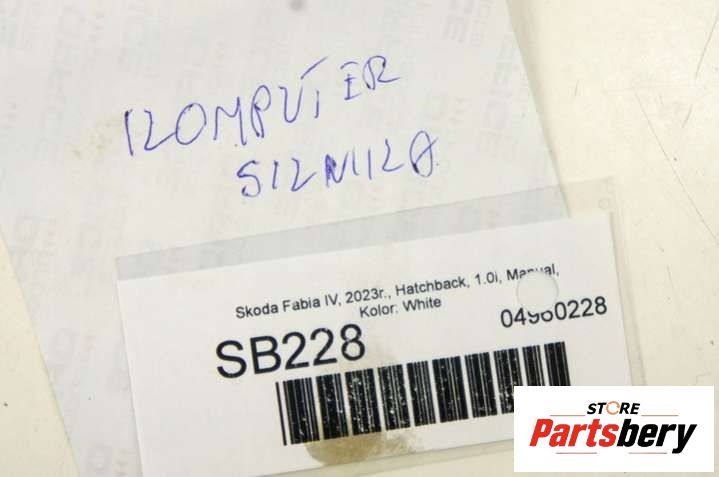 KOMPUTER
SILNIKA
Skoda Fabia IV, 2023r., Hatchback, 1.0i, Manual,
Kolor: White
SB228
04960228
STORE
Partsbery